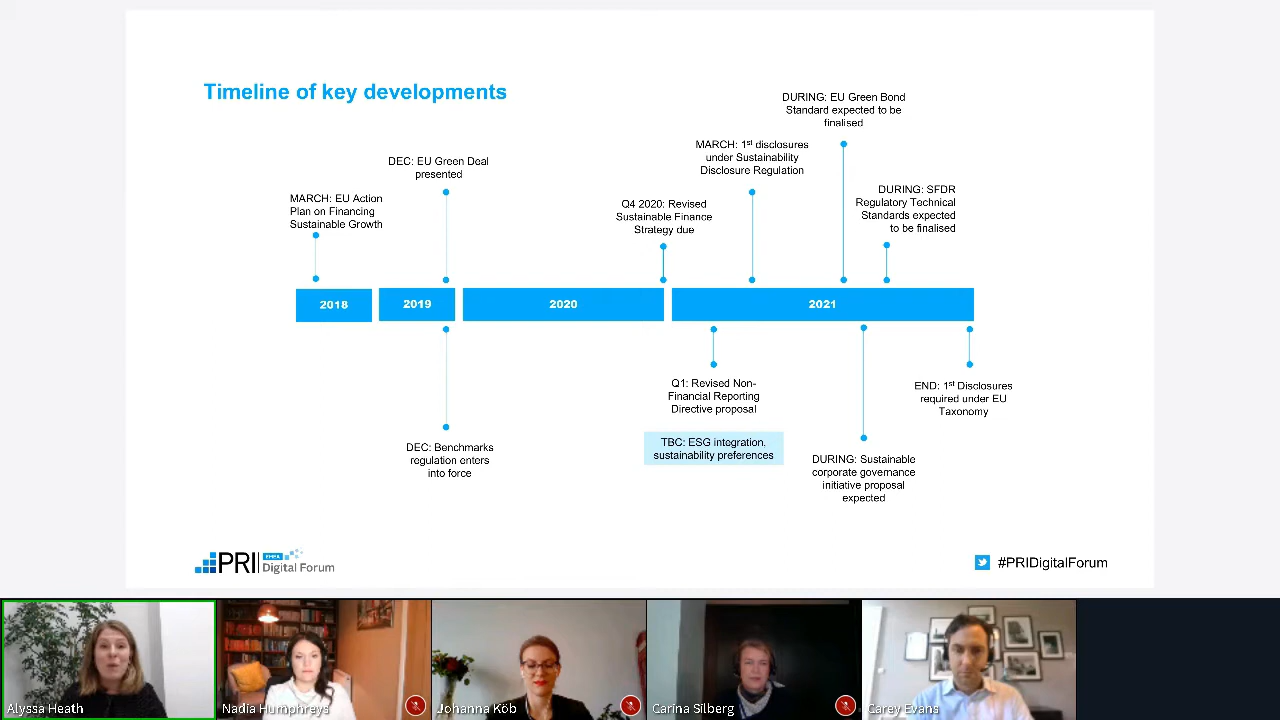 Timeline of key developments
DURING: EU Green Bond
Standard expected to be
finalised
MARCH: 1st disclosures
under Sustainability
Disclosure Regulation
DEC: EU Green Deal
presented
DURING: SFDR
Regulatory Technical
Standards expected
to be finalised
MARCH: EU Action
Plan on Financing
Sustainable Growth
Q4 2020: Revised
Sustainable Finance
Strategy due
2018
2019
2020
2021
Q1: Revised Non-
Financial Reporting
Directive proposal
END: 1st Disclosures
required under EU
Taxonomy
TBC: ESG integration,
sustainability preferences
DEC: Benchmarks
regulation enters
into force
DURING: Sustainable
corporate governance
initiative proposal
expected
PRI EMEA
Digital Forum
#PRIDigitalForum
Alyssa Heath
Nadia Humphreys
Johanna Köb
Carina Silberg
Carey Evans